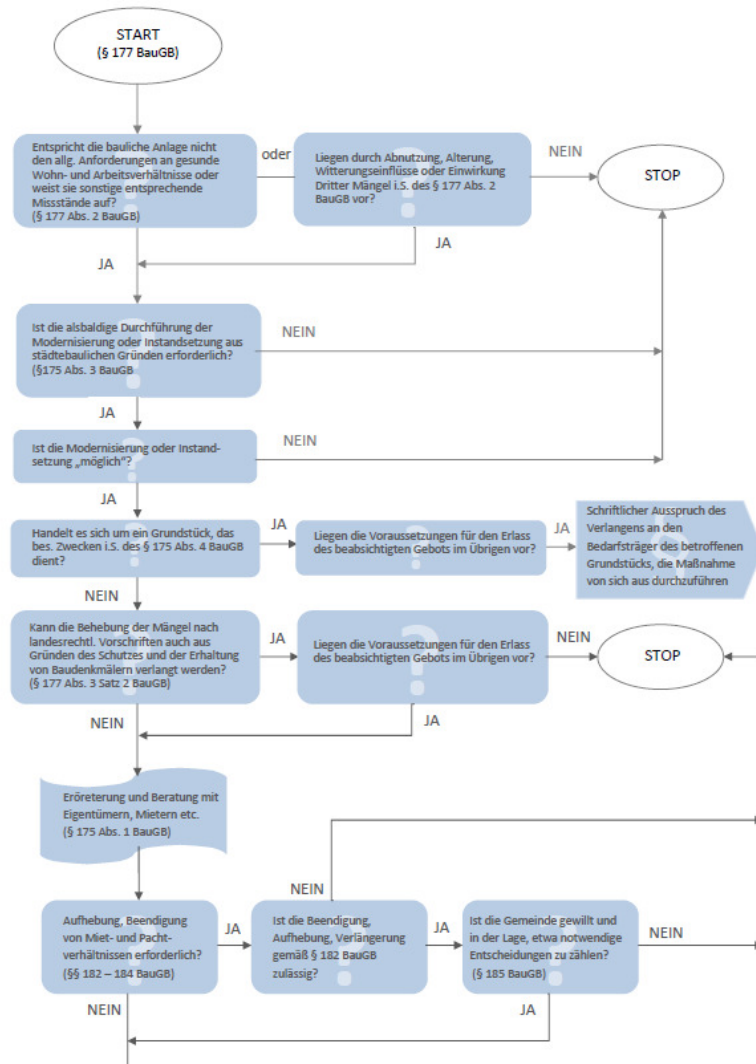 START
(§ 177 BauGB)
Entspricht die bauliche Anlage nicht
den allg. Anforderungen an gesunde
Wohn- und Arbeitsverhältnisse oder
weist sie sonstige entsprechende
Missstände auf?
(§ 177 Abs. 2 BauGB)
oder
Liegen durch Abnutzung, Alterung,
Witterungseinflüsse oder Einwirkung
Dritter Mängel i.S. des § 177 Abs. 2
BauGB vor?
NEIN
STOP
JA
JA
Ist die alsbaldige Durchführung der
Modernisierung oder Instandsetzung aus
städtebaulichen Gründen erforderlich?
(§175 Abs. 3 BauGB
NEIN
JA
Ist die Modernisierung oder Instand-
setzung „möglich“?
NEIN
JA
Handelt es sich um ein Grundstück, das
bes. Zwecken i.S. des § 175 Abs. 4 BauGB
dient?
JA
Liegen die Voraussetzungen für den Erlass
des beabsichtigten Gebots im Übrigen vor?
JA
Schriftlicher Ausspruch des
Verlangens an den
Bedarfsträger des betroffenen
Grundstücks, die Maßnahme
von sich aus durchzuführen
NEIN
Kann die Behebung der Mängel nach
landesrechtl. Vorschriften auch aus
Gründen des Schutzes und der Erhaltung
von Baudenkmälern verlangt werden?
(§ 177 Abs. 3 Satz 2 BauGB)
JA
Liegen die Voraussetzungen für den Erlass
des beabsichtigten Gebots im Übrigen vor?
NEIN
STOP
NEIN
JA
Eröreterung und Beratung mit
Eigentümern, Mietern etc.
(§ 175 Abs. 1 BauGB)
NEIN
Aufhebung, Beendigung
von Miet- und Pacht-
verhältnissen erforderlich?
(§§ 182 – 184 BauGB)
JA
Ist die Beendigung,
Aufhebung, Verlängerung
gemäß § 182 BauGB
zulässig?
JA
Ist die Gemeinde gewillt und
in der Lage, etwa notwendige
Entscheidungen zu zählen?
(§ 185 BauGB)
NEIN
NEIN
JA